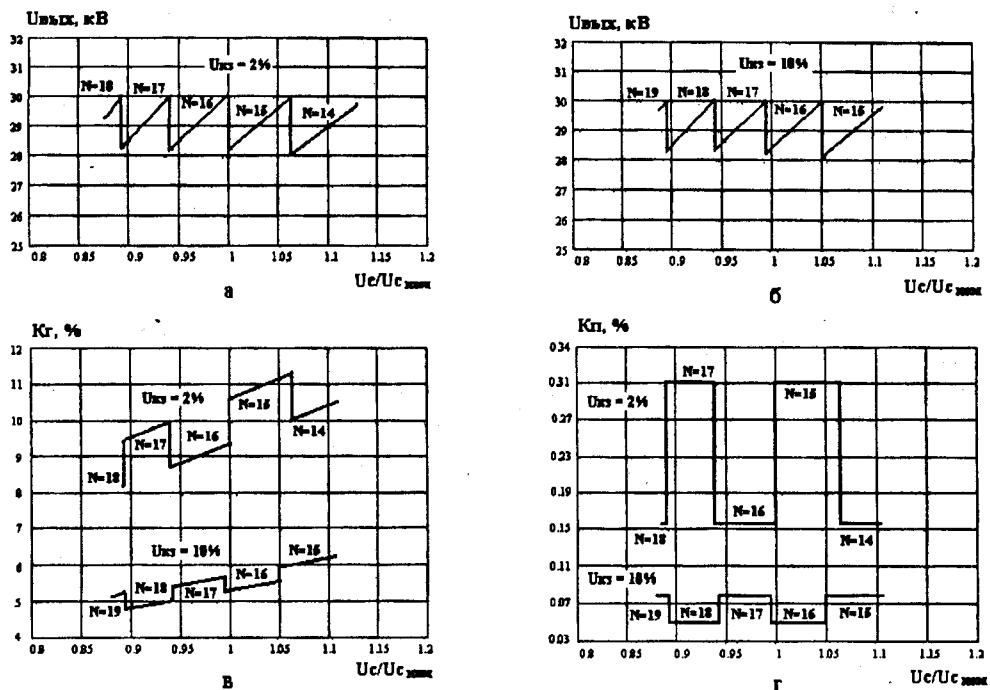 Uвых, кВ
32
31
30
29
28
27
26
25
Uкз = 2%
N=18
N=17
N=16
N=15
N=14
0.8
0.85
0.9
0.95
1
1.05
1.1
1.15
1.2
Uc/Uc
а
Uвых, кВ
32
31
30
29
28
27
26
25
Uкз = 10%
N=19
N=18
N=17
N=16
N=15
0.8
0.85
0.9
0.95
1
1.05
1.1
1.15
1.2
Uc/Uc
б
Кг, %
12
11
10
9
8
7
6
5
4
Uкз = 2%
N=18
N=17
N=16
N=15
N=14
Uкз = 10%
N=19
N=18
N=17
N=16
N=15
0.8
0.85
0.9
0.95
1
1.05
1.1
1.15
1.2
Uc/Uc
в
Кп, %
0.34
0.31
0.27
0.23
0.19
0.15
0.11
0.07
0.03
Uкз = 2%
N=18
N=17
N=16
N=15
N=14
Uкз = 10%
N=19
N=18
N=17
N=16
N=15
0.8
0.85
0.9
0.95
1
1.05
1.1
1.15
1.2
Uc/Uc
г